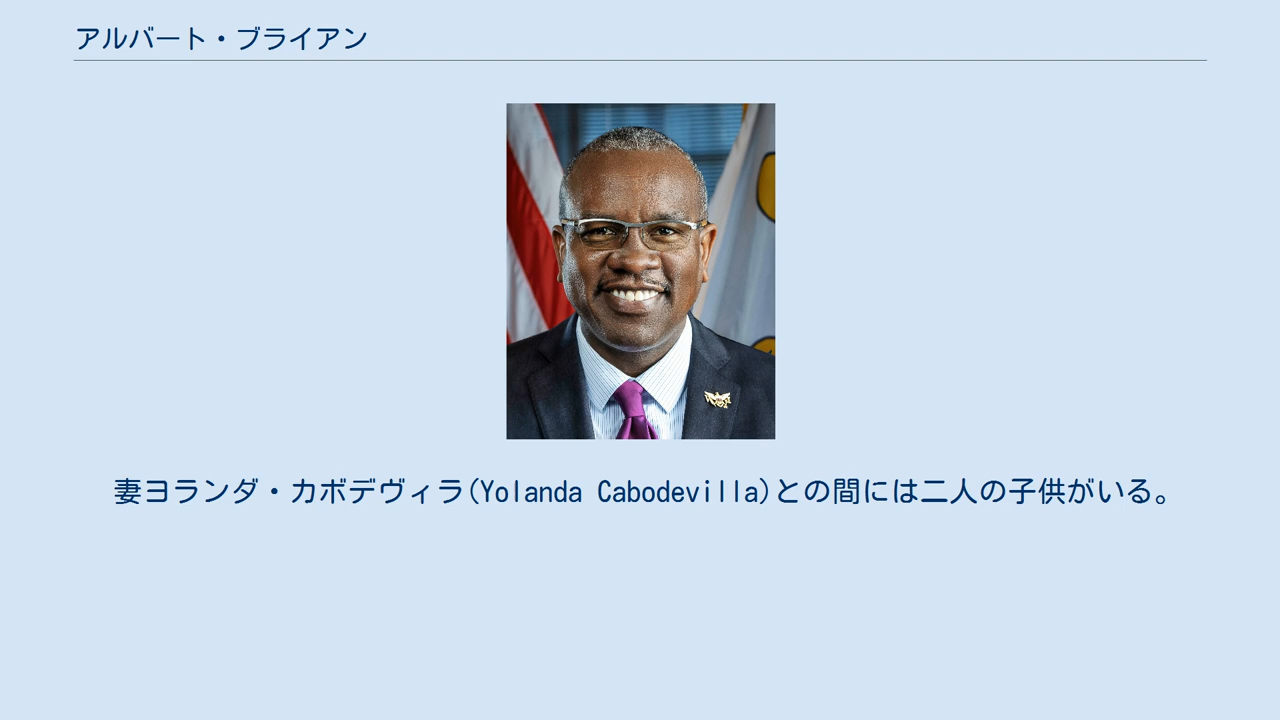 アルバート・ブライアン
妻ヨランダ・カボデヴィラ(Yolanda Cabodevilla)との間には二人の子供がいる。